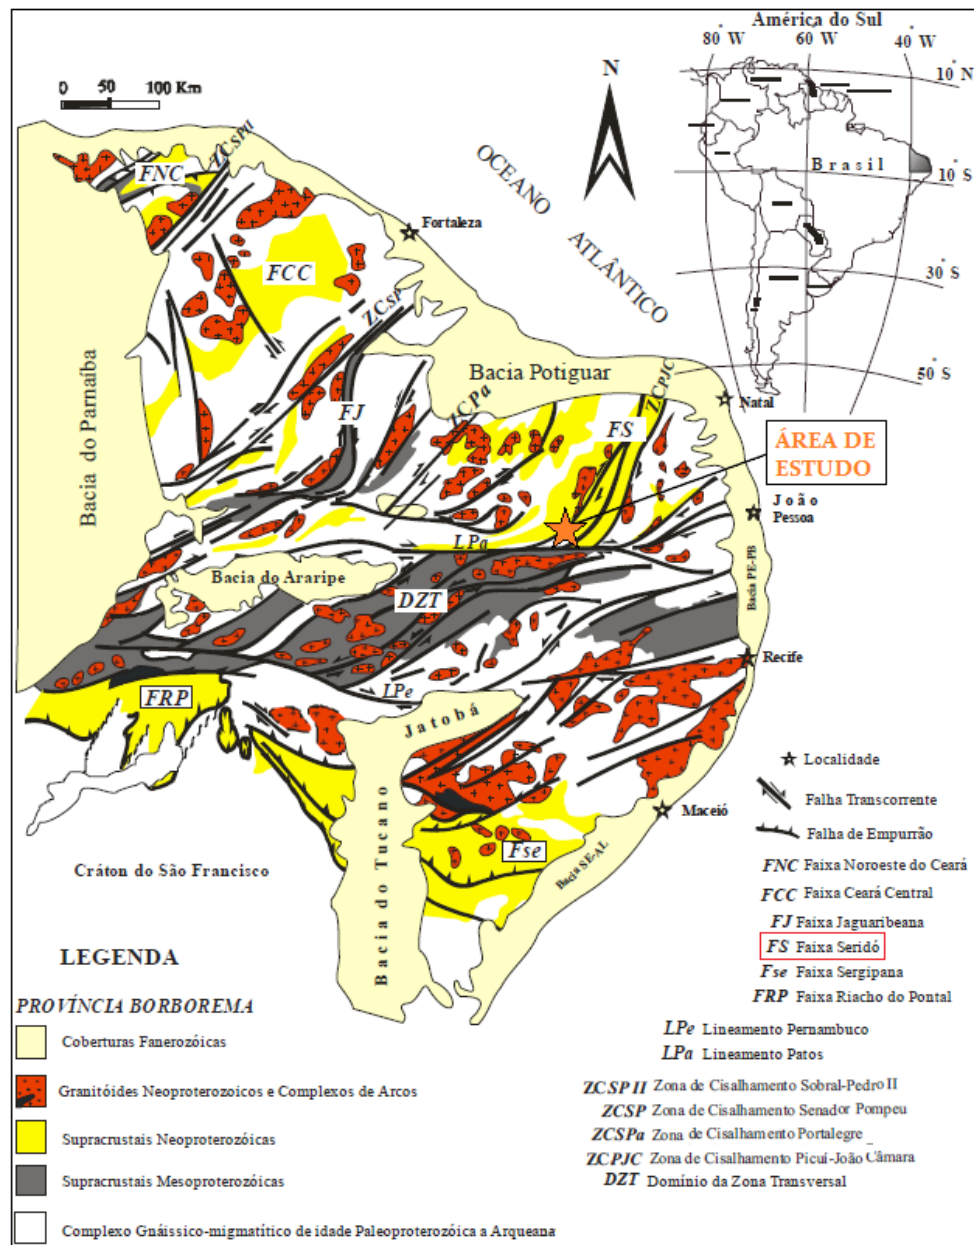 América do Sul
80° W
60° W
40° W
10° N
Brasil
10° S
30° S
50° S
0 50 100 Km
N
OCEANO
ATLÂNTICO
ZCSPII
FNC
Fortaleza
FCC
ZCSP
Bacia do Parnaíba
Bacia Potiguar
ZCPJC
Natal
FJ
ZCPa
FS
ÁREA DE
ESTUDO
João
Pessoa
LPa
Bacia do Araripe
DZT
Bacia PE-PB
Recife
LPe
FRP
Jatobá
Maceió
Fse
Bacia SE-AL
Bacia do Tucano
Cráton do São Francisco
Localidade
Falha Transcorrente
Falha de Empurrão
FNC Faixa Noroeste do Ceará
FCC Faixa Ceará Central
FJ Faixa Jaguaribeana
FS Faixa Seridó
Fse Faixa Sergipana
FRP Faixa Riacho do Pontal
LPe Lineamento Pernambuco
LPa Lineamento Patos
ZCSP II Zona de Cisalhamento Sobral-Pedro II
ZCSP Zona de Cisalhamento Senador Pompeu
ZCSPa Zona de Cisalhamento Portalegre
ZCPJC Zona de Cisalhamento Picuí-João Câmara
DZT Domínio da Zona Transversal
LEGENDA
PROVÍNCIA BORBOREMA
Coberturas Fanerozóicas
Granitóides Neoproterozoicos e Complexos de Arcos
Supracrustais Neoproterozóicas
Supracrustais Mesoproterozóicas
Complexo Gnáissico-migmatítico de idade Paleoproterozóica a Arqueana